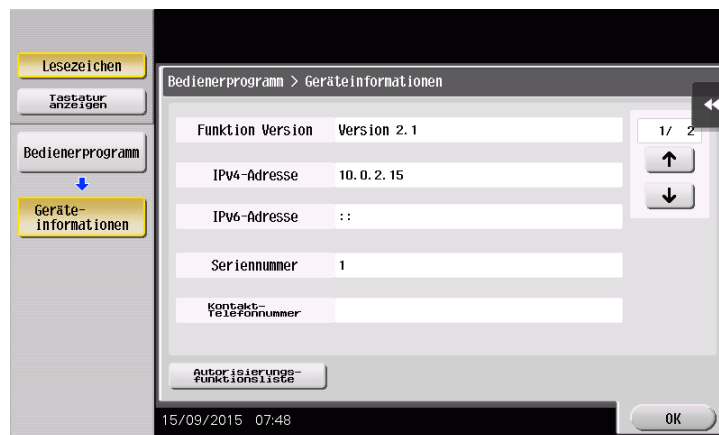 Lesezeichen
Tastatur
anzeigen
Bedienerprogramm
Geräte-
informationen
Bedienerprogramm > Geräteinformationen
Funktion Version Version 2.1
1/ 2
IPv4-Adresse 10.0.2.15
IPv6-Adresse ::
Seriennummer 1
Kontakt-
Telefonnummer
Autorisierungs-
funktionsliste
15/09/2015 07:48
OK